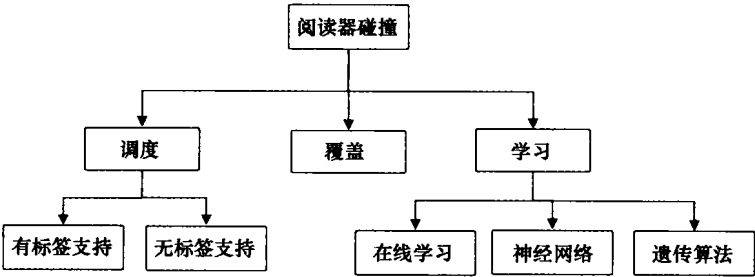 阅读器碰撞
调度
覆盖
学习
有标签支持
无标签支持
在线学习
神经网络
遗传算法